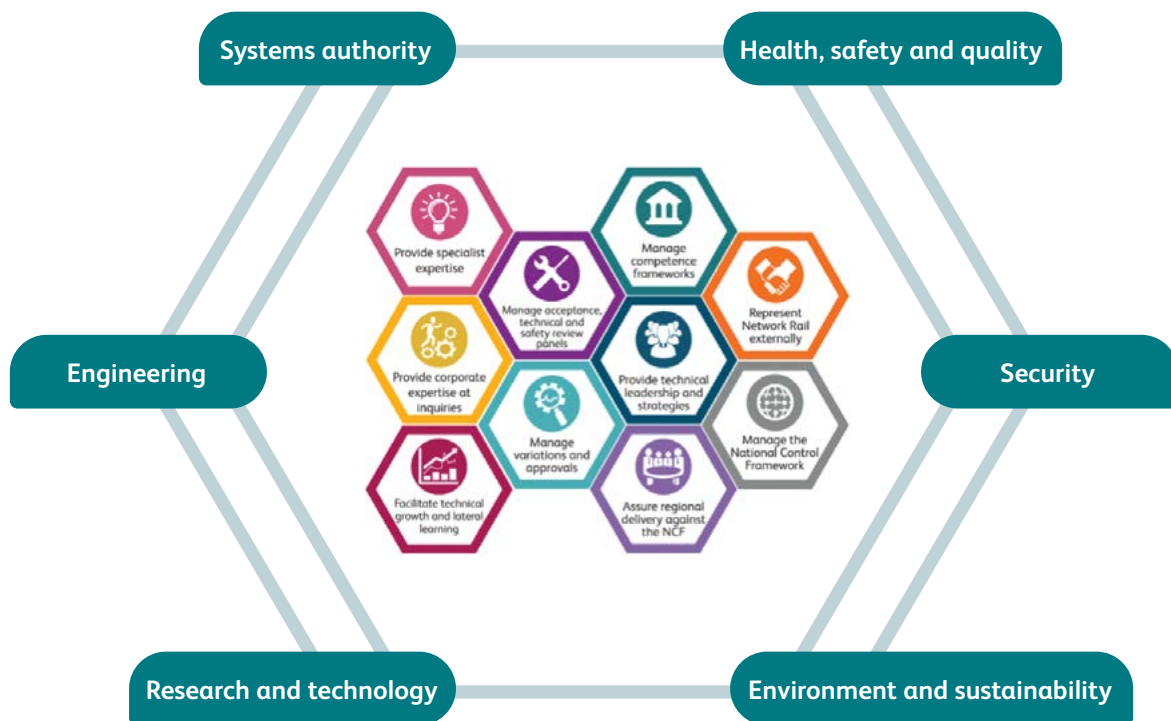 Systems authority
Health, safety and quality
Provide specialist
expertise
Manage
competence
frameworks
Manage acceptance,
technical and
safety review
panels
Represent
Network Rail
externally
Engineering
Provide corporate
expertise at
inquiries
Provide technical
leadership and
strategies
Security
Manage
variations and
approvals
Manage the
National Control
Framework
Facilitate technical
growth and lateral
learning
Assure regional
delivery against
the NCF
Research and technology
Environment and sustainability